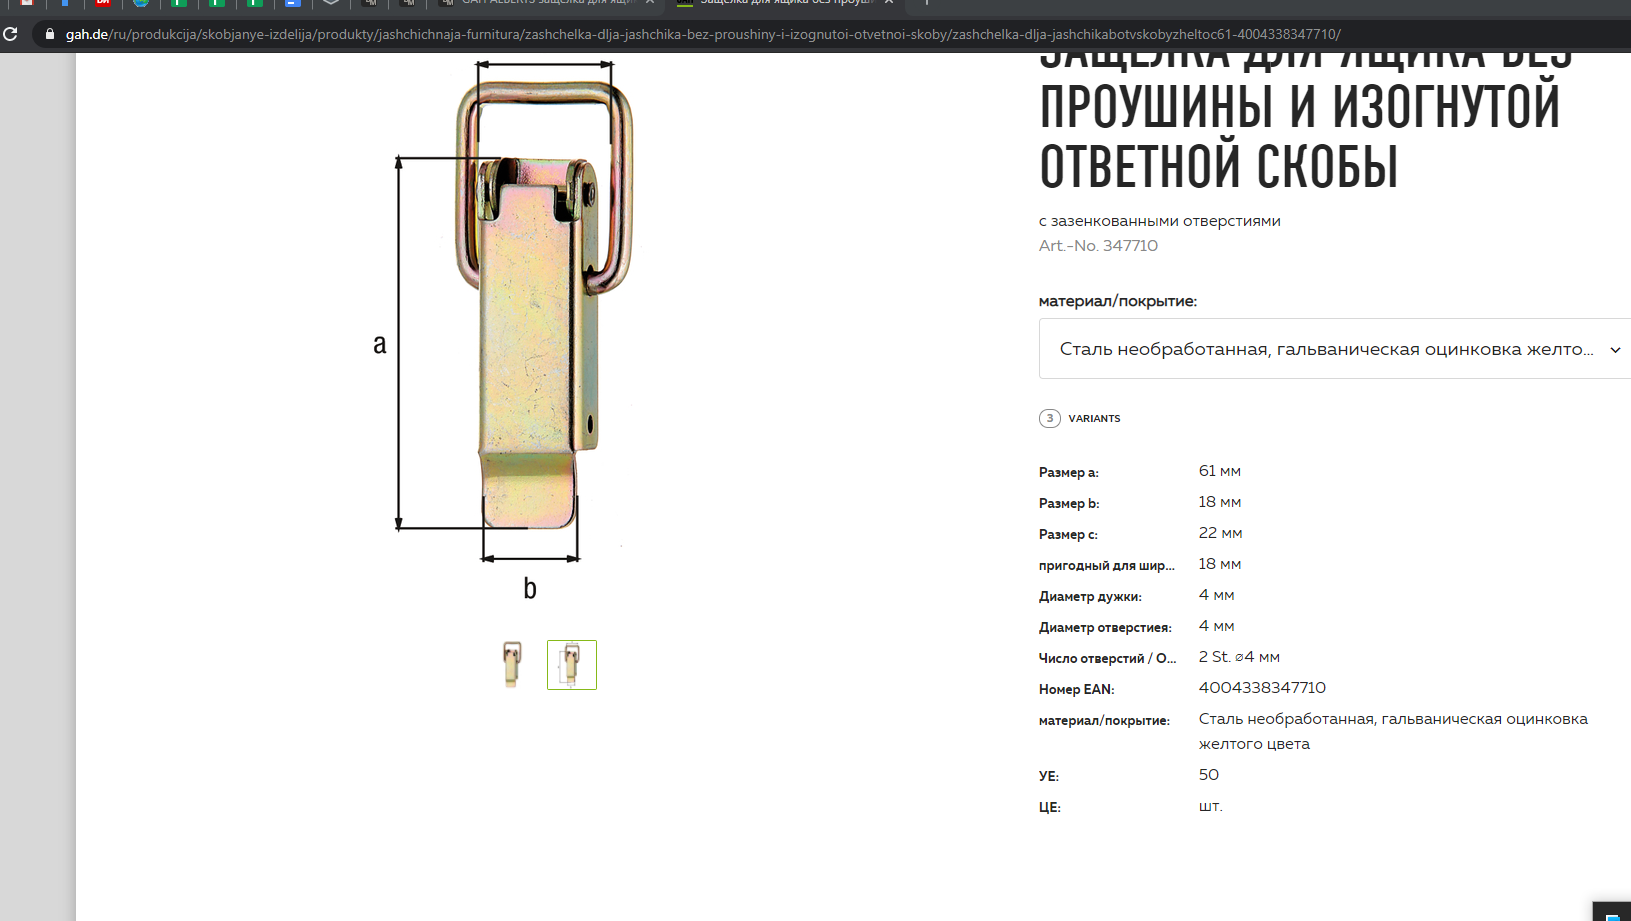 gah.de/ru/produkcija/skobjanye-izdelija/produkty/jashchichnaja-furnitura/zashchelka-dlja-jashchika-bez-proushiny-i-izognutoi-otvetnoi-skoby/zashchelka-dlja-jashchikabotvskobyzheltoc61-4004338347710/
ЗАЩЕЛКА ДЛЯ ЯЩИКА БЕЗ
ПРОУШИНЫ И ИЗОГНУТОЙ
ОТВЕТНОЙ СКОБЫ
с зазенкованными отверстиями
Art.-No. 347710
материал/покрытие:
Сталь необработанная, гальваническая оцинковка желто...
3 VARIANTS
Размер a: 61 мм
Размер b: 18 мм
Размер c: 22 мм
пригодный для шир... 18 мм
Диаметр дужки: 4 мм
Диаметр отверстиея: 4 мм
Число отверстий / О... 2 St. ⌀4 мм
Номер EAN: 4004338347710
материал/покрытие: Сталь необработанная, гальваническая оцинковка
желтого цвета
УЕ: 50
ЦЕ: шт.
a
b